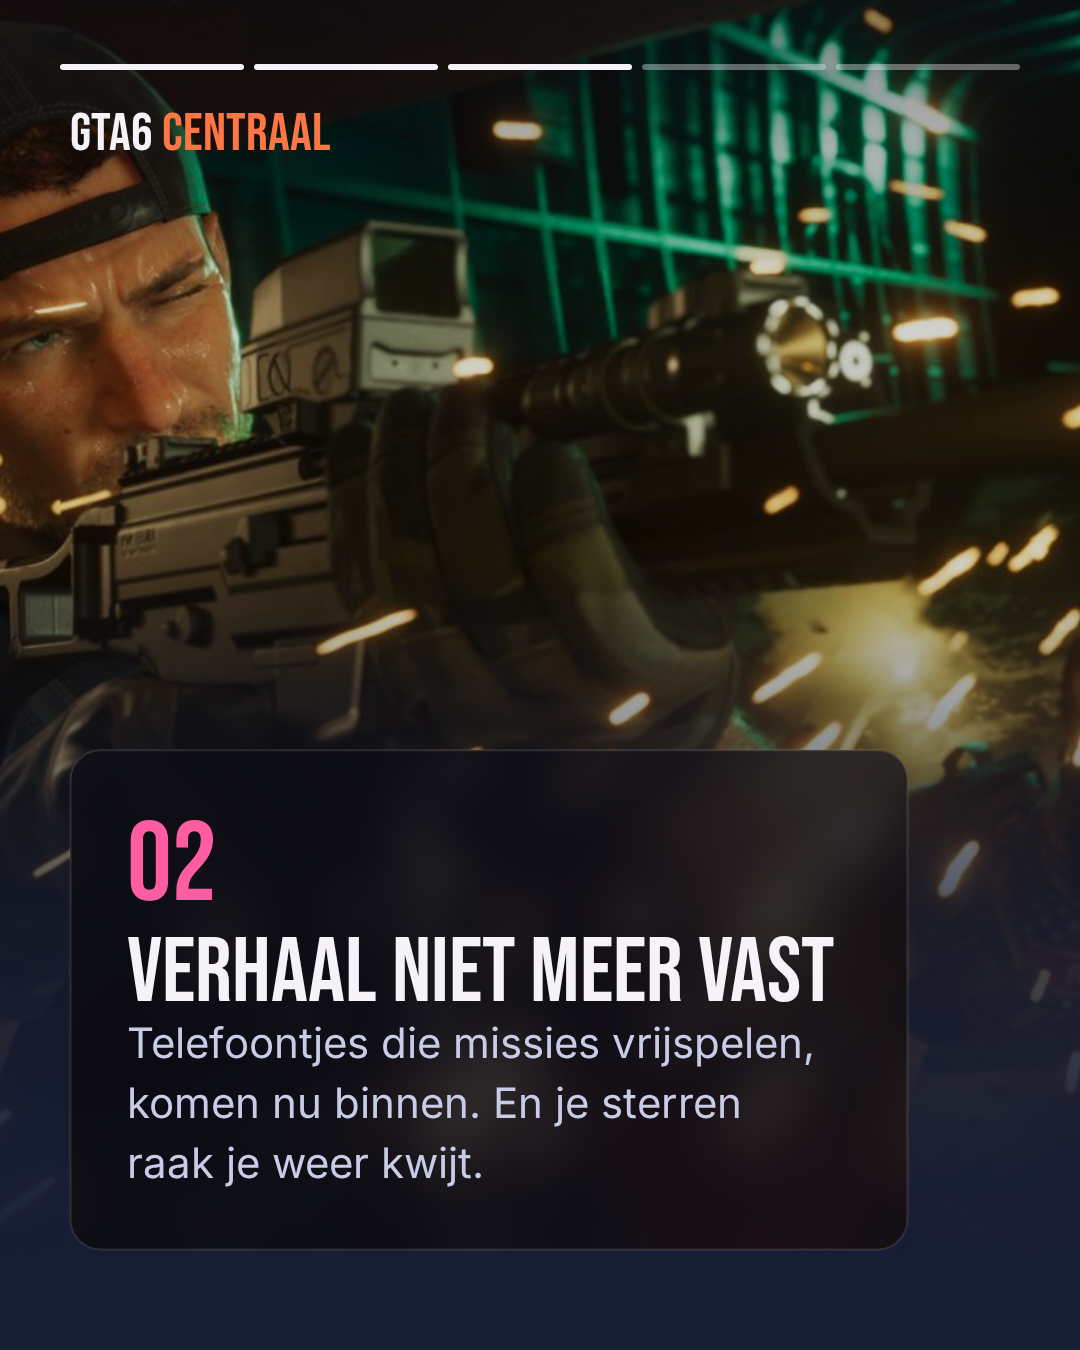 GTA6 CENTRAAL
02
VERHAAL NIET MEER VAST
Telefoontjes die missies vrijspelen,
komen nu binnen. En je sterren
raak je weer kwijt.